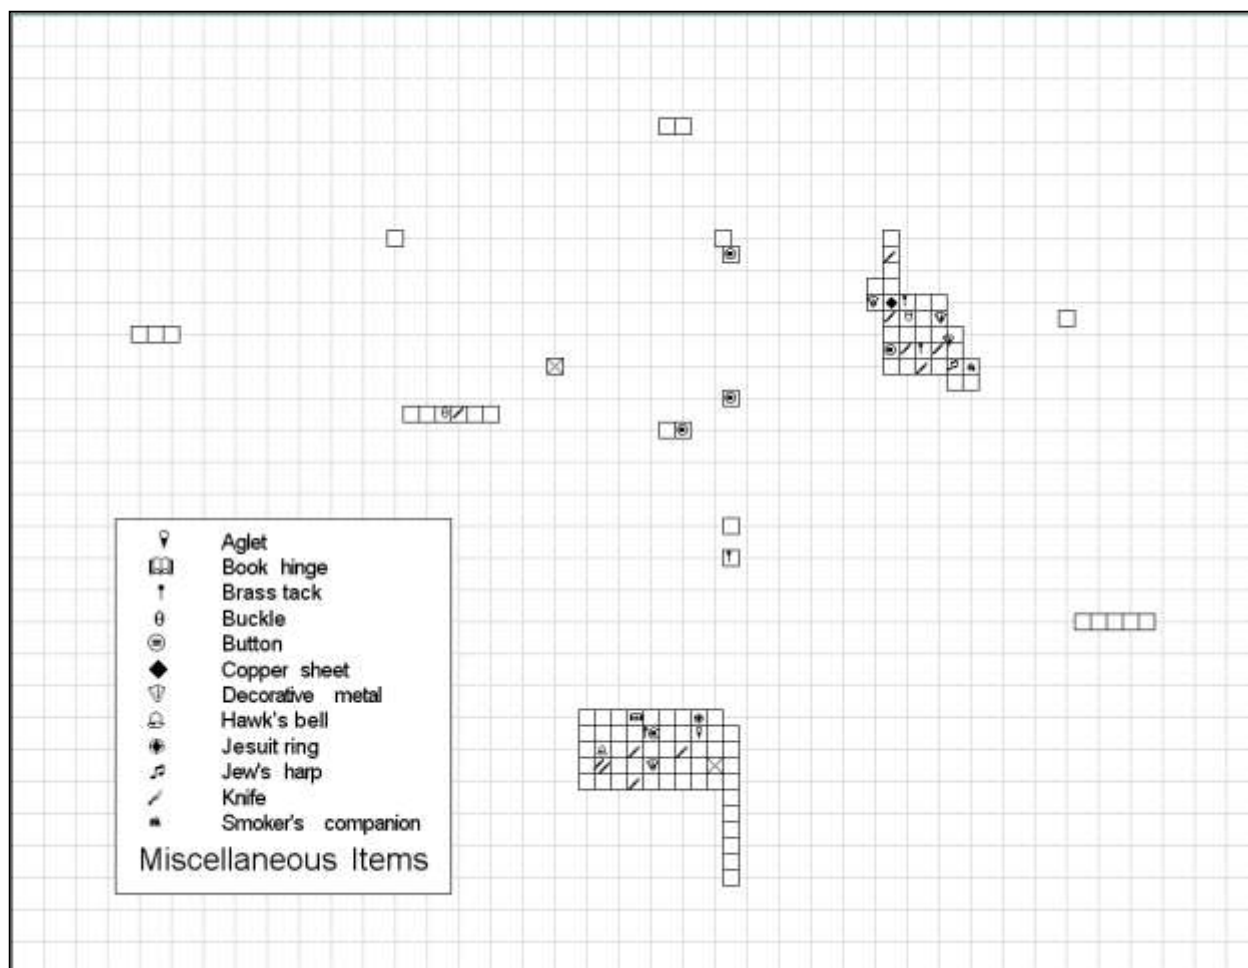 Aglet
Book hinge
Brass tack
Buckle
Button
Copper sheet
Decorative metal
Hawk's bell
Jesuit ring
Jew's harp
Knife
Smoker's companion
Miscellaneous Items